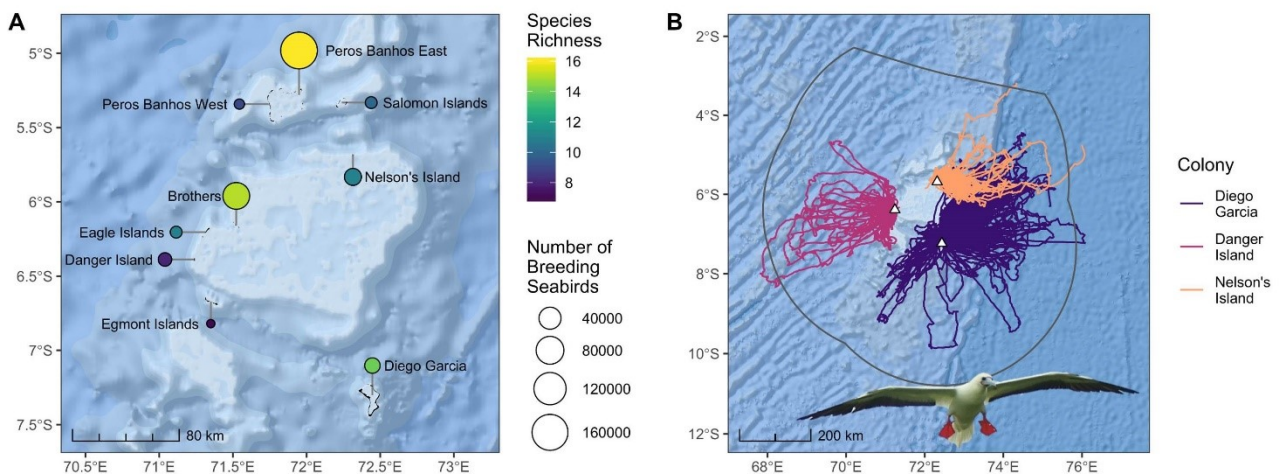 A
5°S
5.5°S
6°S
6.5°S
7°S
7.5°S
70.5°E
71°E
71.5°E
72°E
72.5°E
73°E
Peros Banhos East
Peros Banhos West
Salomon Islands
Nelson's Island
Brothers
Eagle Islands
Danger Island
Egmont Islands
Diego Garcia
80 km
Species
Richness
16
14
12
10
8
Number of
Breeding
Seabirds
40000
80000
120000
160000
B
2°S
4°S
6°S
8°S
10°S
12°S
68°E
70°E
72°E
74°E
76°E
200 km
Colony
Diego
Garcia
Danger
Island
Nelson's
Island